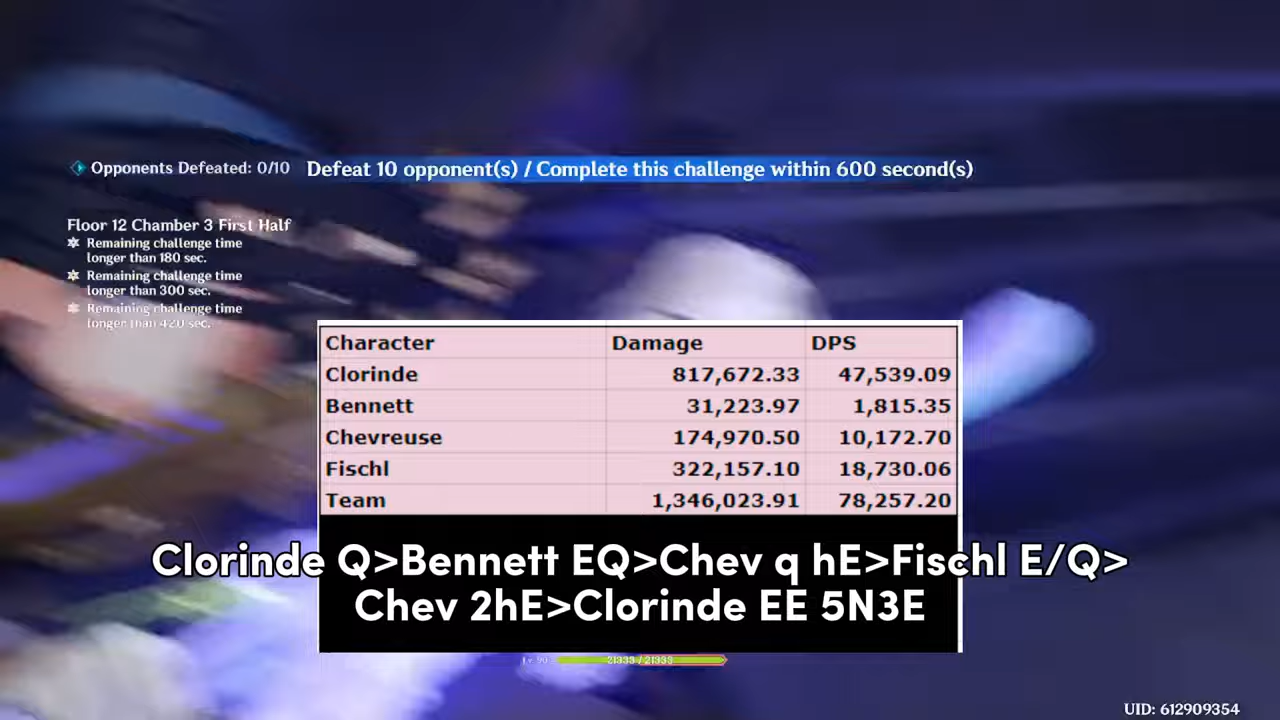 Opponents Defeated: 0/10 Defeat 10 opponent(s) / Complete this challenge within 600 second(s)
Floor 12 Chamber 3 First Half
Remaining challenge time
longer than 180 sec.
Remaining challenge time
longer than 300 sec.
Remaining challenge time
longer than 420 sec.
Character Damage DPS
Clorinde 817,672.33 47,539.09
Bennett 31,223.97 1,815.35
Chevreuse 174,970.50 10,172.70
Fischl 322,157.10 18,730.06
Team 1,346,023.91 78,257.20
Clorinde Q>Bennett EQ>Chev q hE>Fischl E/Q>
Chev 2hE>Clorinde EE 5N3E
Lv. 90 21333 / 21333
UID: 612909354